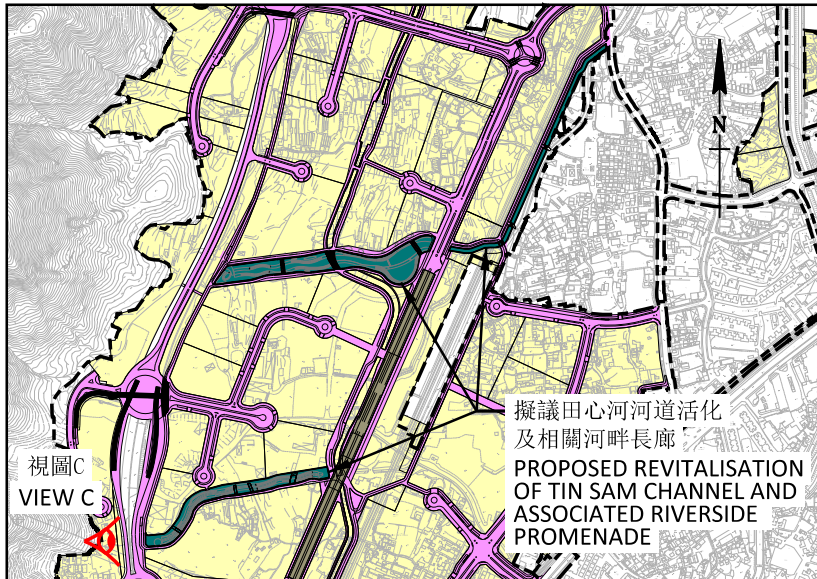 N
擬議田心河河道活化
及相關河畔長廊
PROPOSED REVITALISATION
OF TIN SAM CHANNEL AND
ASSOCIATED RIVERSIDE
PROMENADE
視圖C
VIEW C